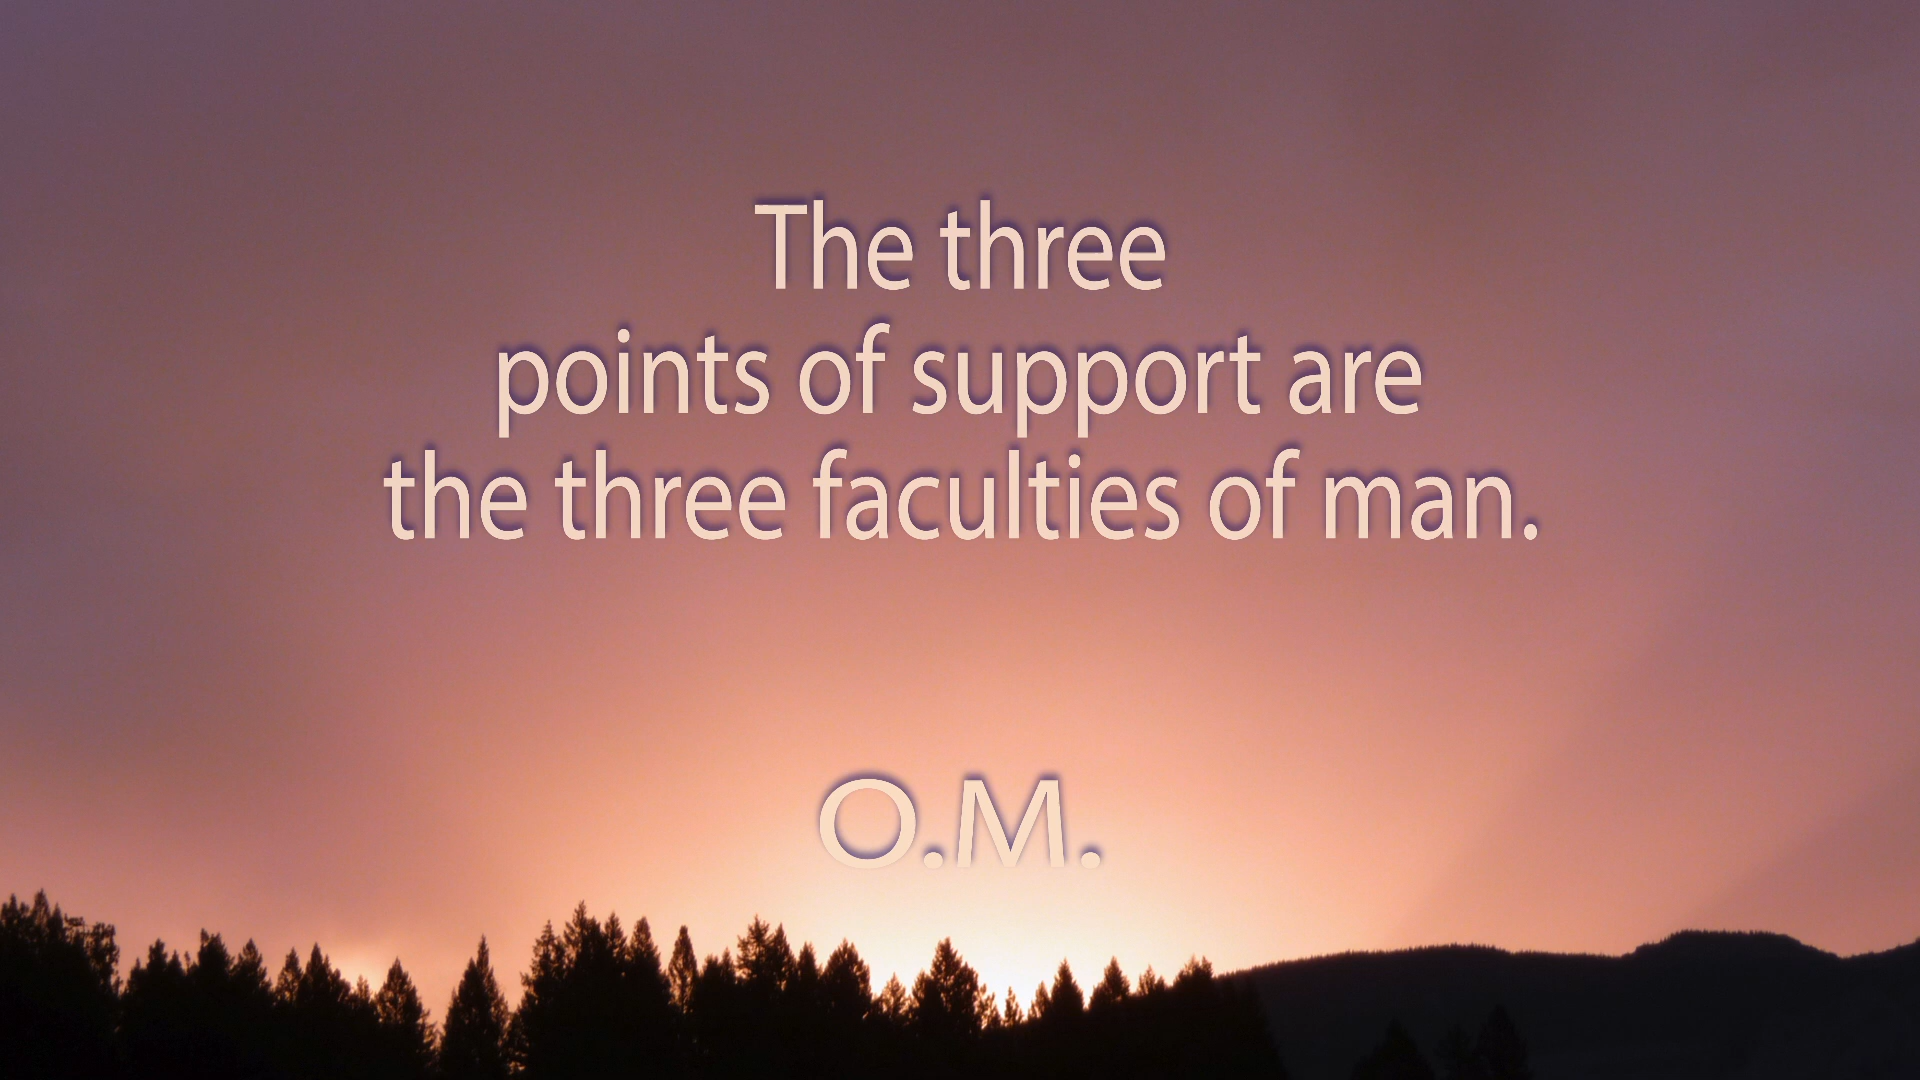 The three
points of support are
the three faculties of man.
O.M.